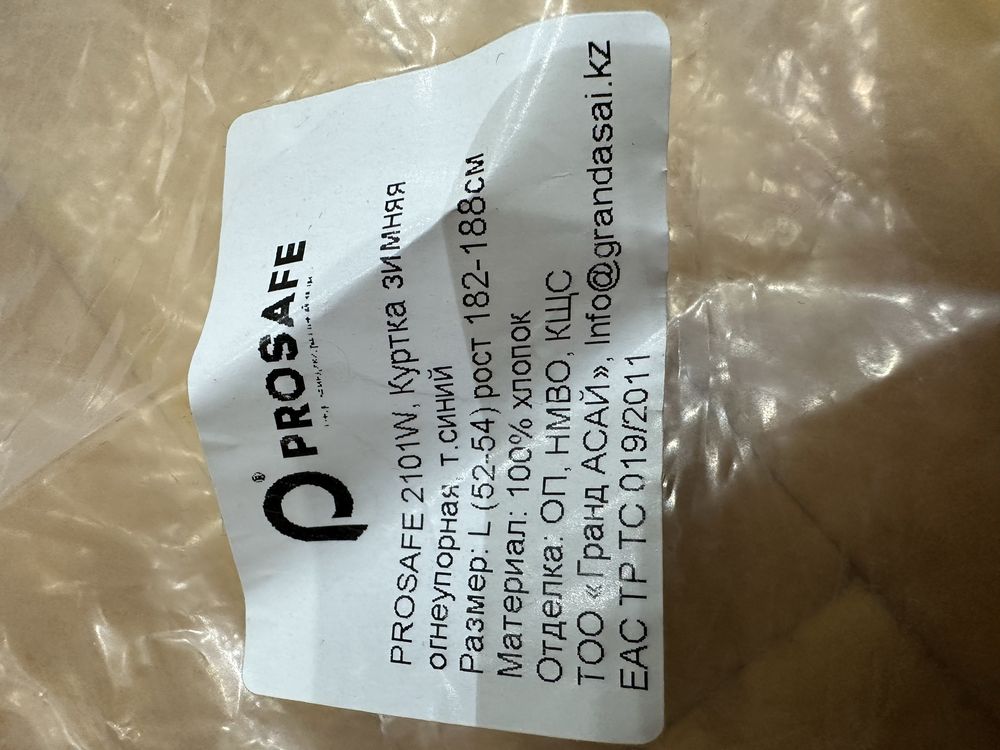 ®
PROSAFE
PROSAFE 2101W, Куртка зимняя
огнеупорная, т.синий
Размер: L (52-54) рост 182-188см
Материал: 100% хлопок
Отделка: ОП, НМВО, КЩС
ТОО « Гранд АСАЙ», Info@grandasai.kz
ЕАС ТР ТС 019/2011